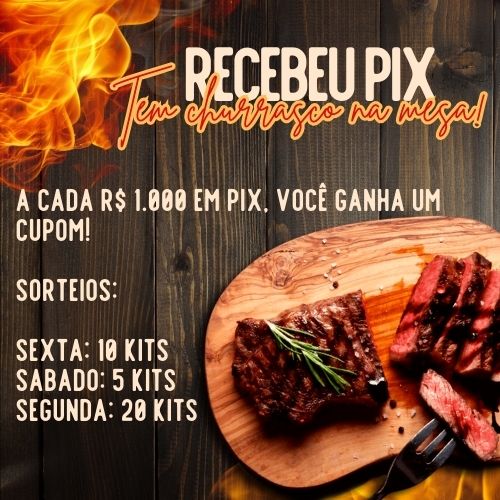 RECEBEU PIX
Tem churrasco na mesa!
A CADA R$ 1.000 EM PIX, VOCÊ GANHA UM
CUPOM!
SORTEIOS:
SEXTA: 10 KITS
SABADO: 5 KITS
SEGUNDA: 20 KITS